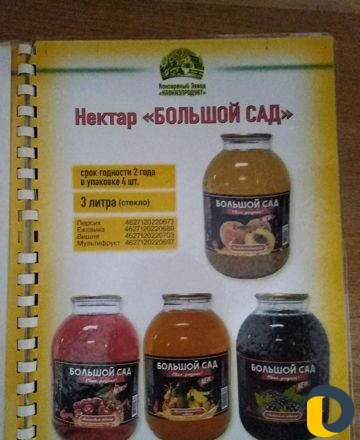 Консервный Завод
«КАВКАЗПРОДУКТ»
Нектар «БОЛЬШОЙ САД»
срок годности 2 года
в упаковке 4 шт.
3 литра (стекло)
Персик 4627120220673
Ежевика 4627120220680
Вишня 4627120220703
Мультифрукт 4627120220697
БОЛЬШОЙ САД
БОЛЬШОЙ САД
БОЛЬШОЙ САД
БОЛЬШОЙ САД